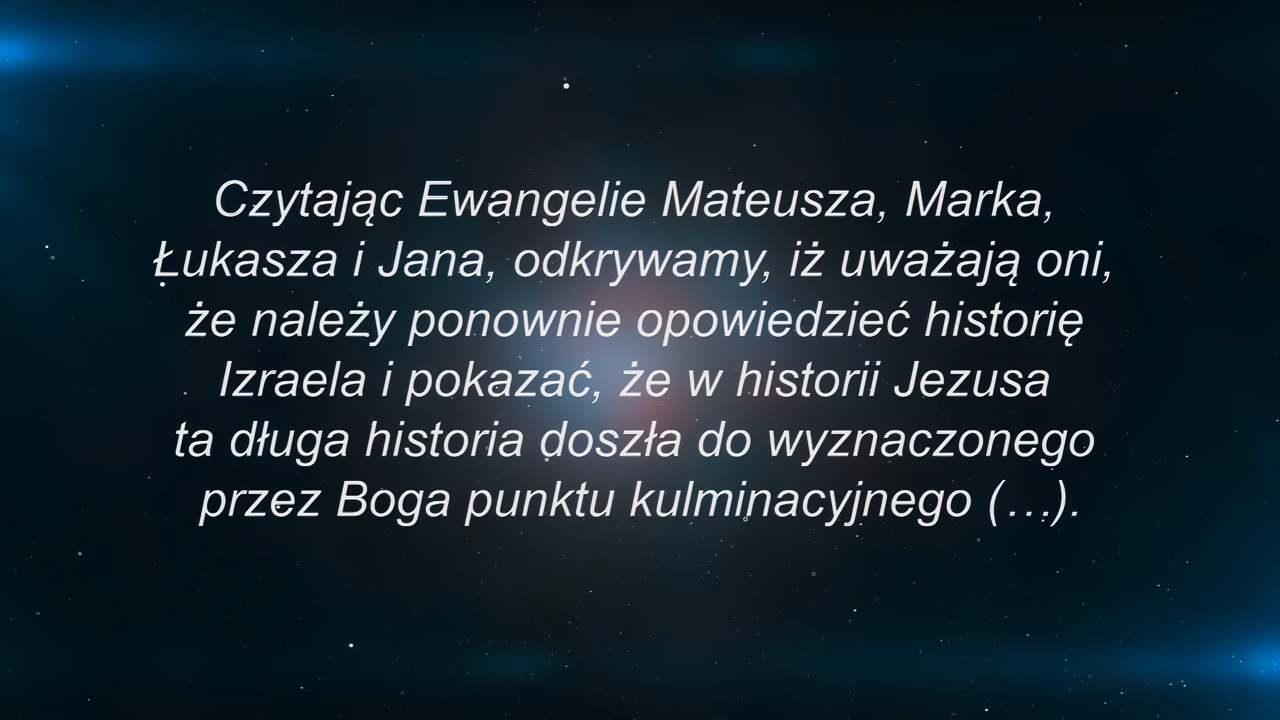 Czytając Ewangelie Mateusza, Marka,
Łukasza i Jana, odkrywamy, iż uważają oni,
że należy ponownie opowiedzieć historię
Izraela i pokazać, że w historii Jezusa
ta długa historia doszła do wyznaczonego
przez Boga punktu kulminacyjnego (…).